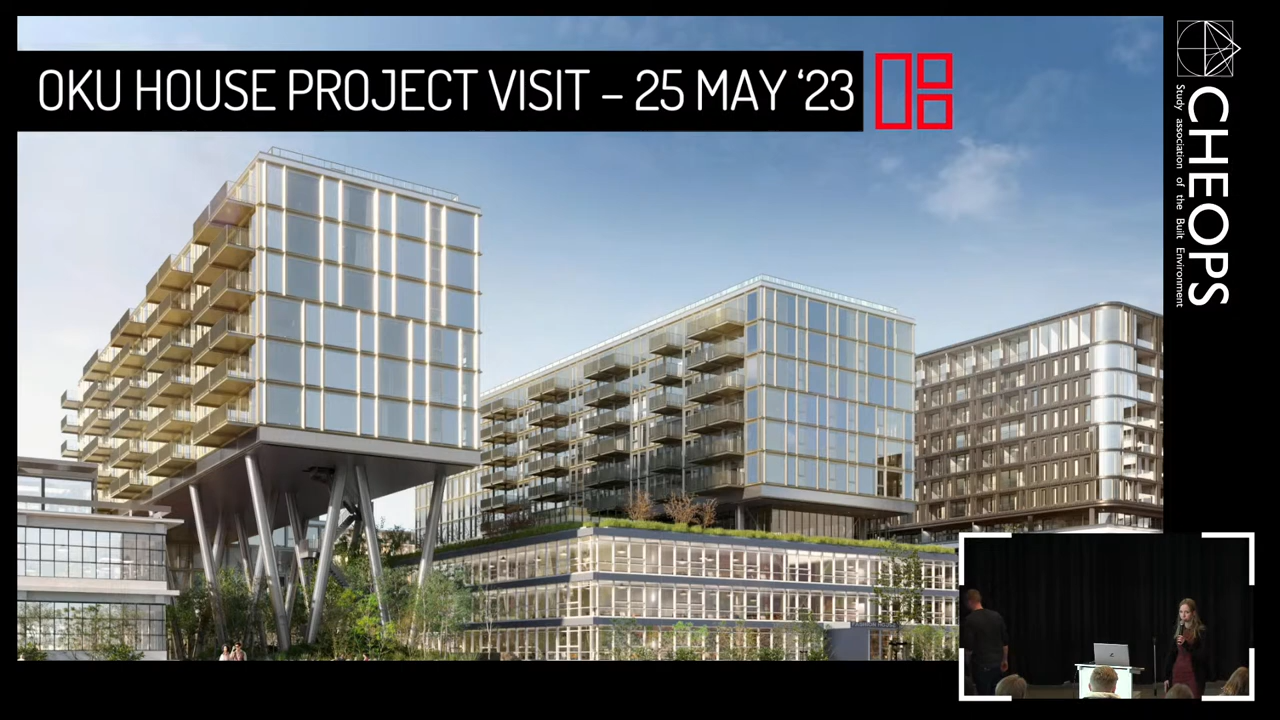 OKU HOUSE PROJECT VISIT – 25 MAY ‘23
CHEOPS
Study association of the Built Environment